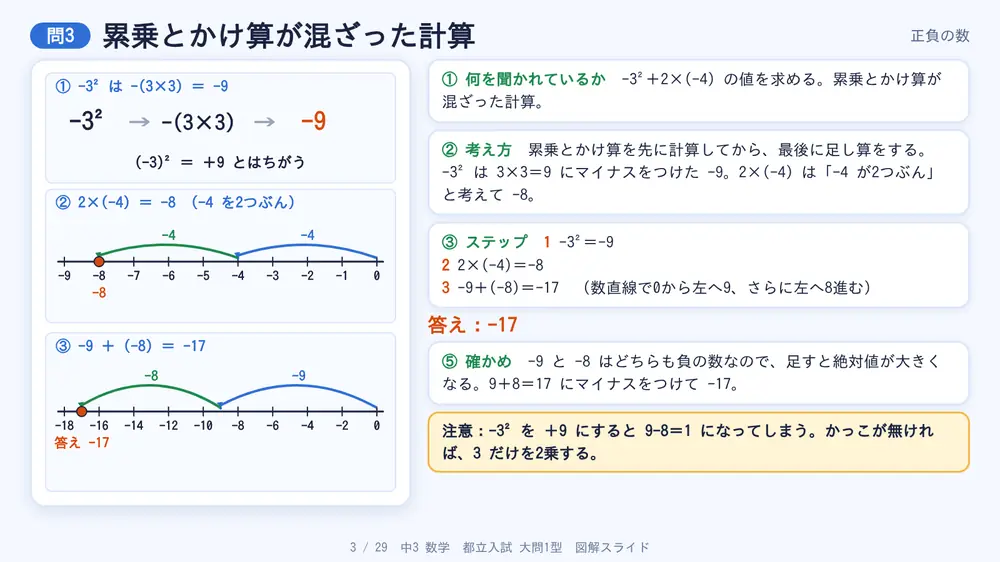 問3 累乗とかけ算が混ざった計算
正負の数
① -3² は -(3×3) = -9
-3² → -(3×3) → -9
(-3)² = +9 とはちがう
② 2×(-4) = -8 (-4 を2つぶん)
-4 -4
-9 -8 -7 -6 -5 -4 -3 -2 -1 0
-8
③ -9 + (-8) = -17
-8 -9
-18 -16 -14 -12 -10 -8 -6 -4 -2 0
答え -17
① 何を聞かれているか -3²+2×(-4) の値を求める。累乗とかけ算が
混ざった計算。
② 考え方 累乗とかけ算を先に計算してから、最後に足し算をする。
-3² は 3×3=9 にマイナスをつけた -9。2×(-4) は「-4 が2つぶん」
と考えて -8。
③ ステップ 1 -3²=-9
2 2×(-4)=-8
3 -9+(-8)=-17 (数直線で0から左へ9、さらに左へ8進む)
答え：-17
⑤ 確かめ -9 と -8 はどちらも負の数なので、足すと絶対値が大きく
なる。9+8=17 にマイナスをつけて -17。
注意：-3² を +9 にすると 9-8=1 になってしまう。かっこが無けれ
ば、3 だけを2乗する。
3 / 29 中3 数学 都立入試 大問1型 図解スライド